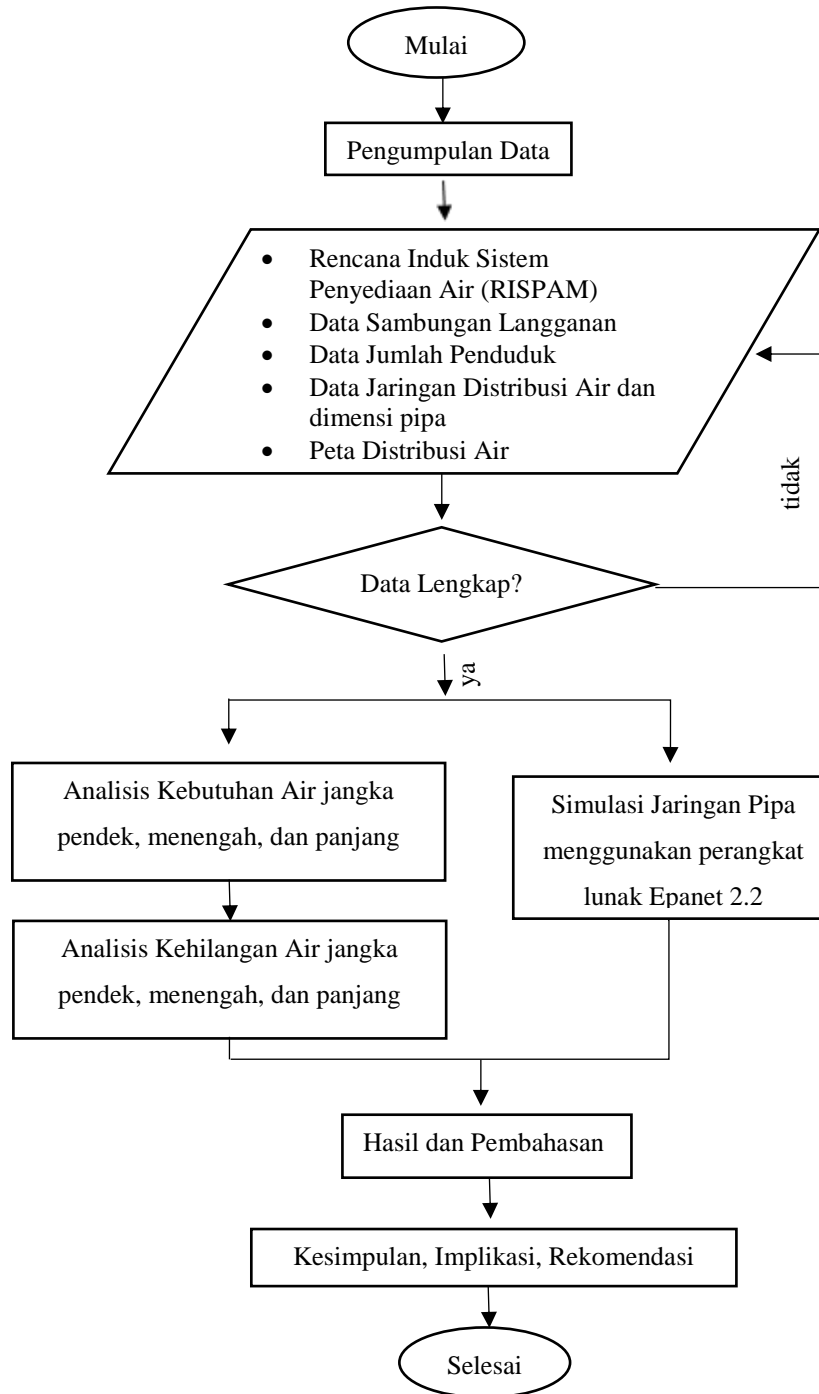 Mulai
Pengumpulan Data
• Rencana Induk Sistem
Penyediaan Air (RISPAM)
• Data Sambungan Langganan
• Data Jumlah Penduduk
• Data Jaringan Distribusi Air dan
dimensi pipa
• Peta Distribusi Air
tidak
Data Lengkap?
ya
Analisis Kebutuhan Air jangka
pendek, menengah, dan panjang
Simulasi Jaringan Pipa
menggunakan perangkat
lunak Epanet 2.2
Analisis Kehilangan Air jangka
pendek, menengah, dan panjang
Hasil dan Pembahasan
Kesimpulan, Implikasi, Rekomendasi
Selesai